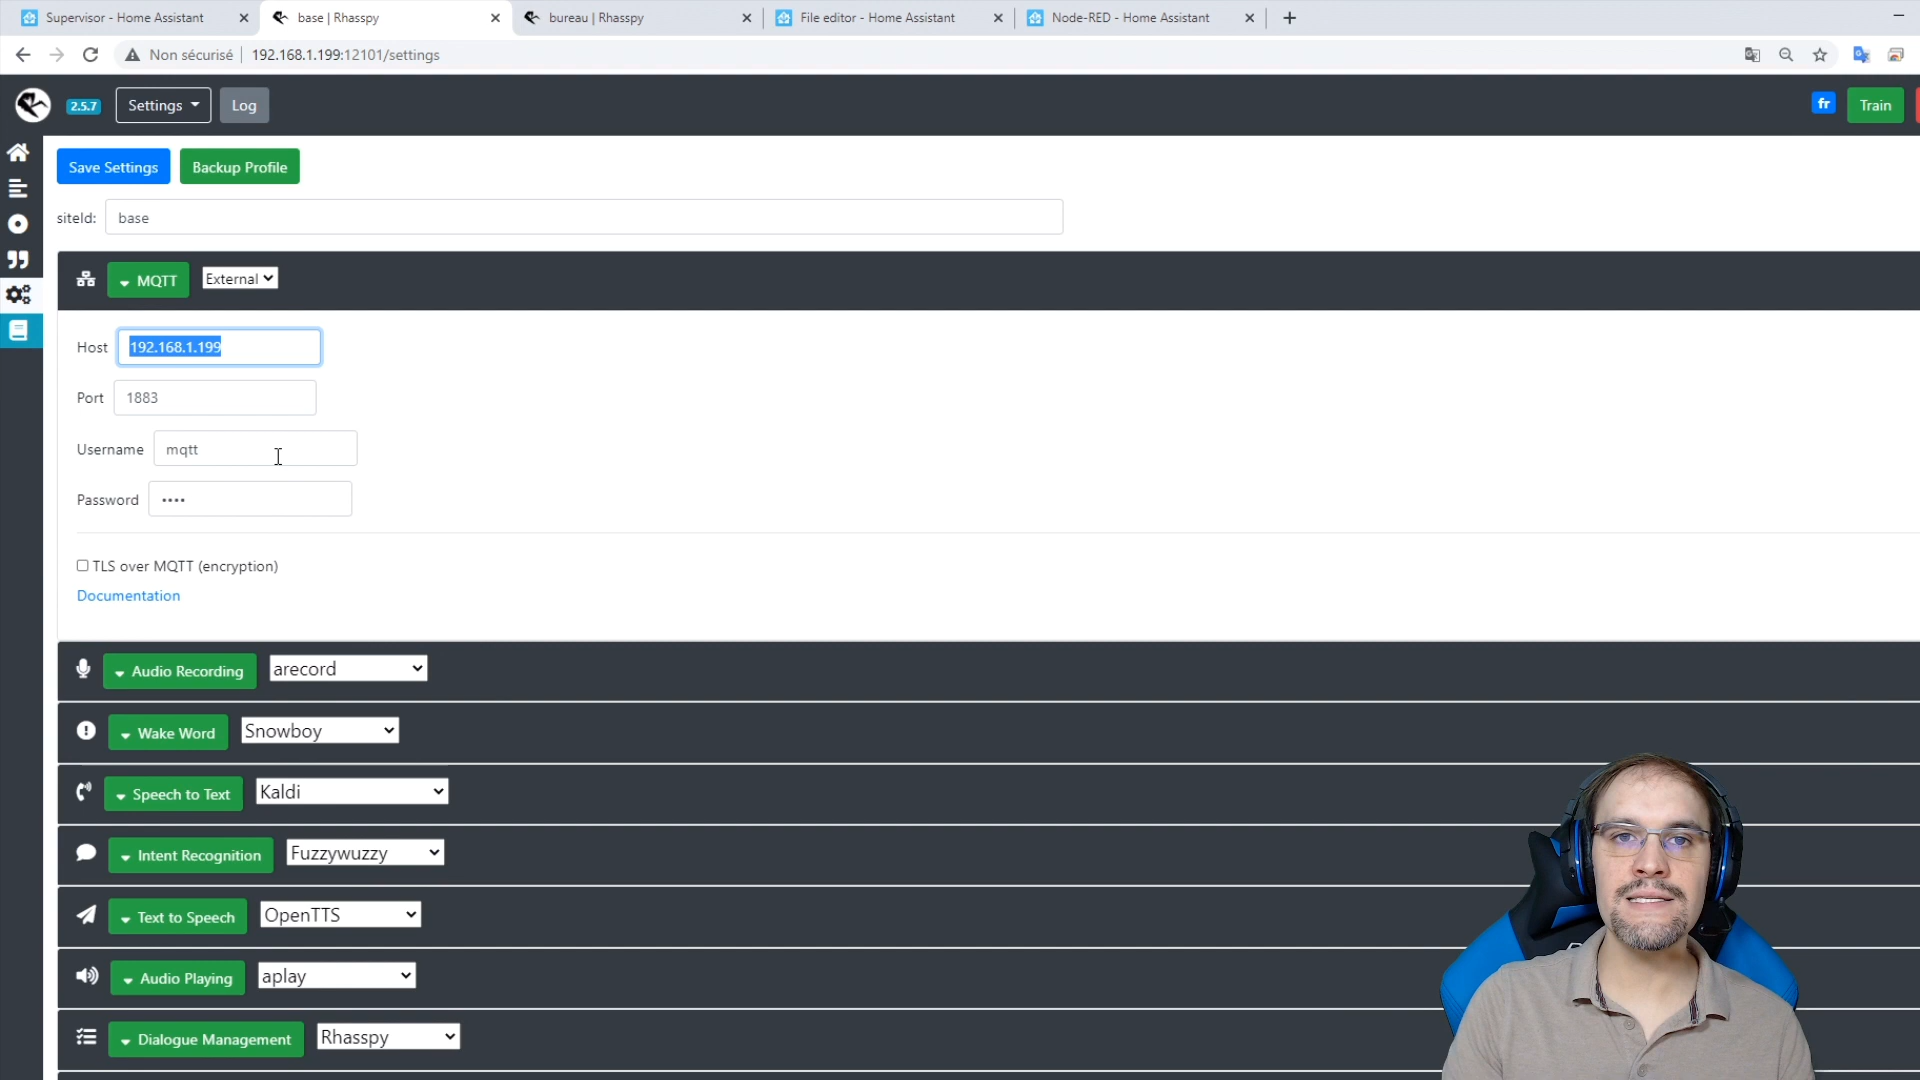 Supervisor - Home Assistant
base | Rhasspy
bureau | Rhasspy
File editor - Home Assistant
Node-RED - Home Assistant
Non sécurisé
192.168.1.199:12101/settings
2.5.7
Settings
Log
fr
Train
Save Settings
Backup Profile
siteId:
base
MQTT
External
Host
192.168.1.199
Port
1883
Username
mqtt
Password
••••
TLS over MQTT (encryption)
Documentation
Audio Recording
arecord
Wake Word
Snowboy
Speech to Text
Kaldi
Intent Recognition
Fuzzywuzzy
Text to Speech
OpenTTS
Audio Playing
aplay
Dialogue Management
Rhasspy